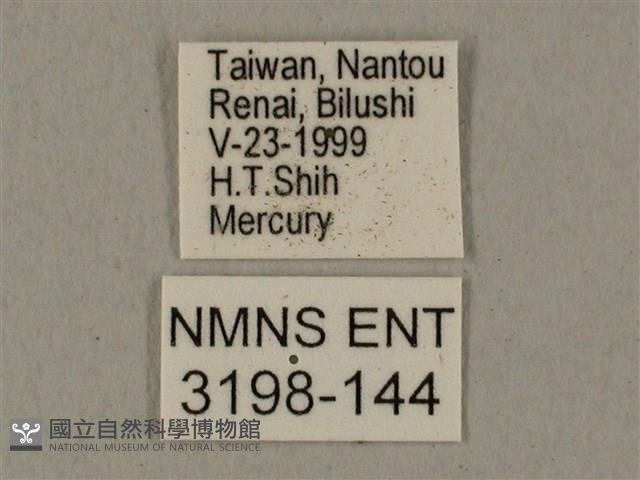 Taiwan, Nantou
Renai, Bilushi
V-23-1999
H.T.Shih
Mercury
NMNS ENT
3198-144
國立自然科學博物館
NATIONAL MUSEUM OF NATURAL SCIENCE